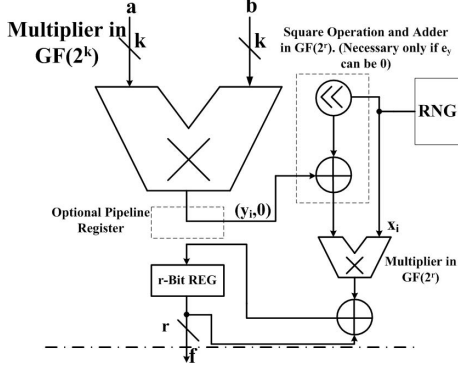 a
b
Multiplier in
GF(2^k)
k
k
Square Operation and Adder
in GF(2^r). (Necessary only if e_y
can be 0)
RNG
Optional Pipeline
Register
(y_i,0)
x_i
Multiplier in
GF(2^r)
r-Bit REG
r
f